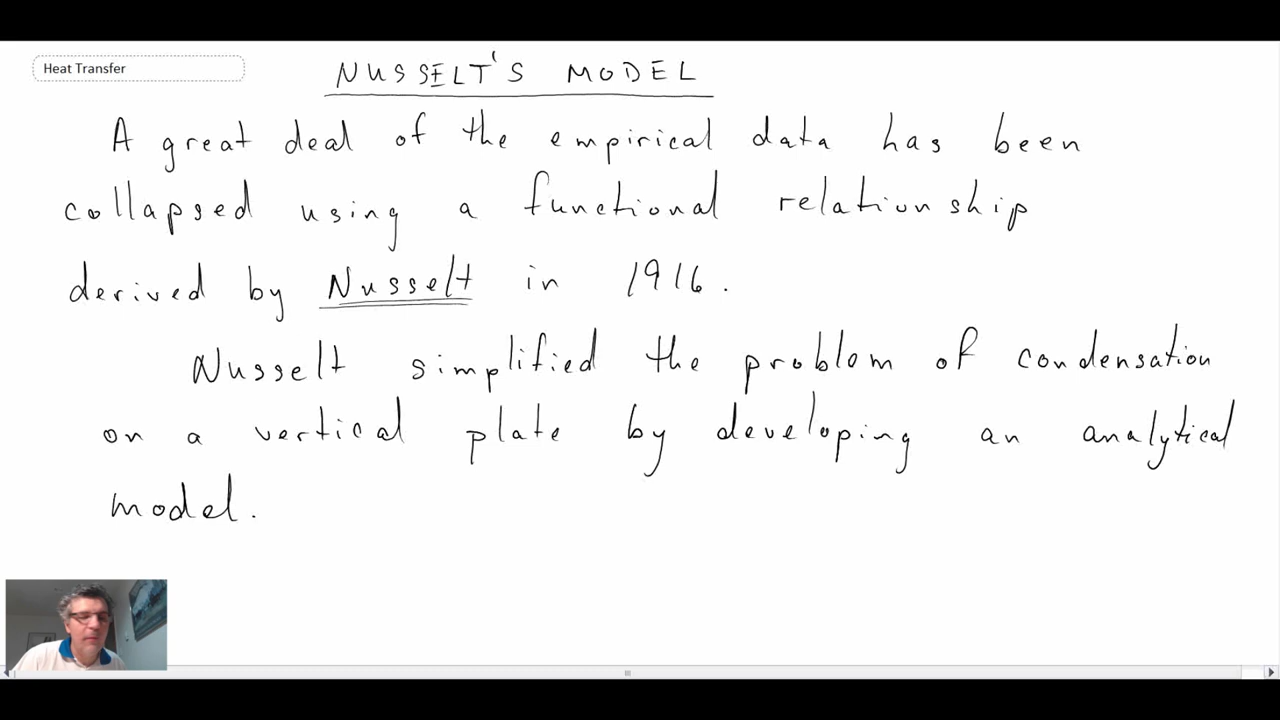 Heat Transfer
NUSSELT'S MODEL
A great deal of the empirical data has been
collapsed using a functional relationship
derived by Nusselt in 1916.
Nusselt simplified the problem of condensation
on a vertical plate by developing an analytical
model.